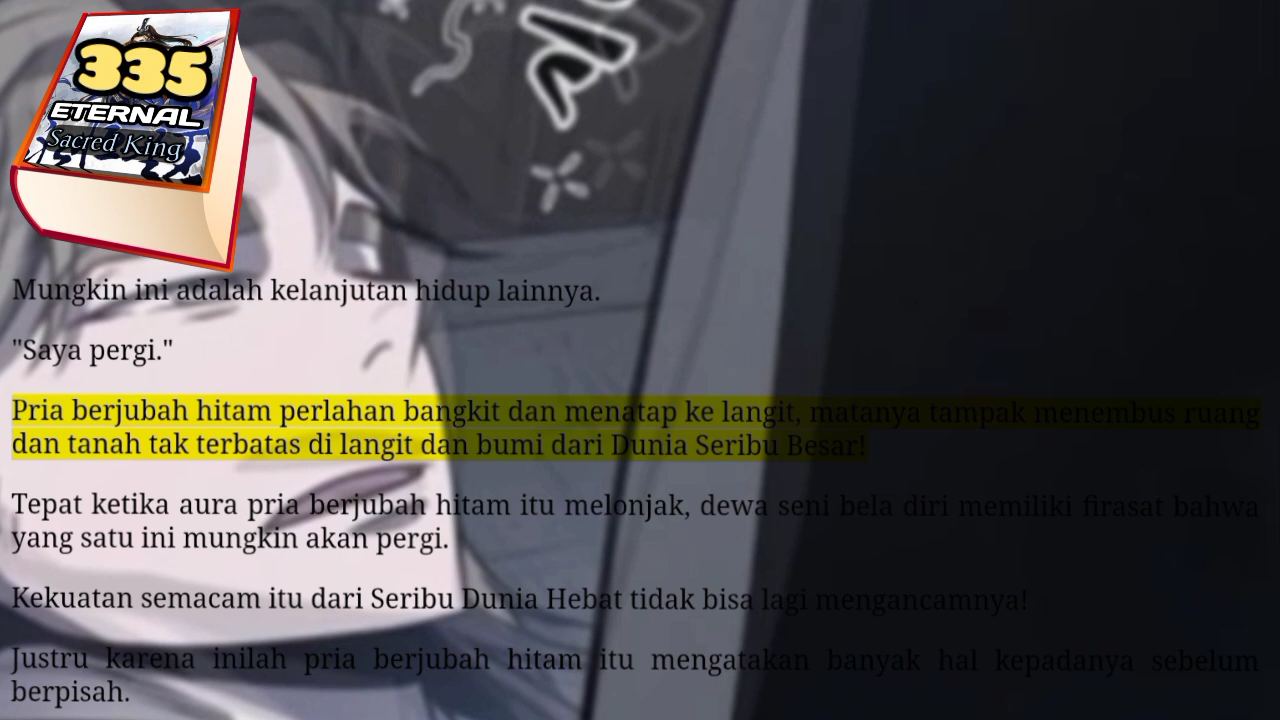 335
ETERNAL
Sacred King
Mungkin ini adalah kelanjutan hidup lainnya.
"Saya pergi."
Pria berjubah hitam perlahan bangkit dan menatap ke langit, matanya tampak menembus ruang
dan tanah tak terbatas di langit dan bumi dari Dunia Seribu Besar!
Tepat ketika aura pria berjubah hitam itu melonjak, dewa seni bela diri memiliki firasat bahwa
yang satu ini mungkin akan pergi.
Kekuatan semacam itu dari Seribu Dunia Hebat tidak bisa lagi mengancamnya!
Justru karena inilah pria berjubah hitam itu mengatakan banyak hal kepadanya sebelum
berpisah.